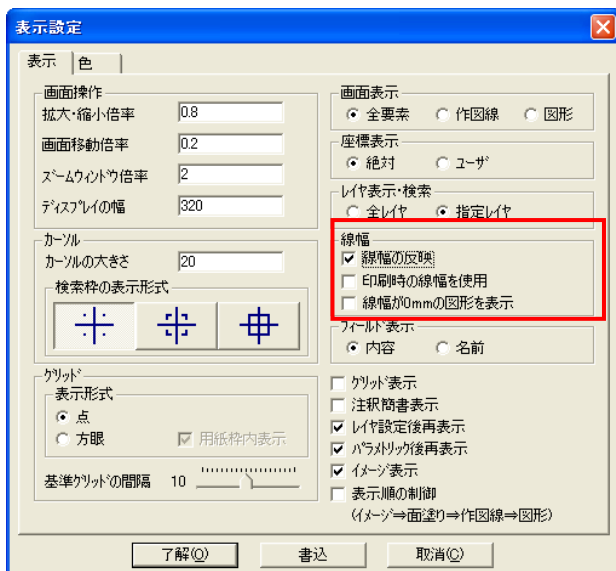 表示設定
表示 色
画面操作
拡大・縮小倍率 0.8
画面移動倍率 0.2
ズームウィンドウ倍率 2
ディスプレイの幅 320
カーソル
カーソルの大きさ 20
検索枠の表示形式
グリッド
表示形式
点
方眼
用紙枠内表示
基準グリッドの間隔 10
画面表示
全要素 作図線 図形
座標表示
絶対 ユーザ
レイヤ表示・検索
全レイヤ 指定レイヤ
線幅
線幅の反映
印刷時の線幅を使用
線幅が0mmの図形を表示
フィールド表示
内容 名前
グリッド表示
注釈簡書表示
レイヤ設定後再表示
パラメトリック後再表示
イメージ表示
表示順の制御
(イメージ⇒面塗り⇒作図線⇒図形)
了解(O) 書込 取消(C)